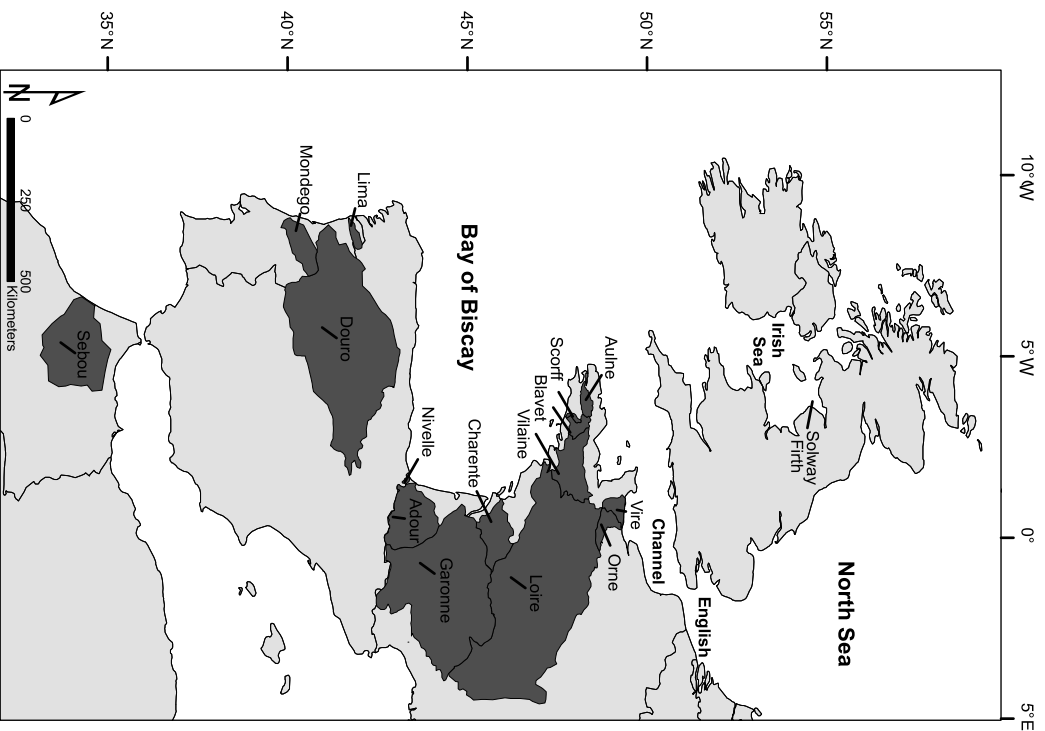 10°W
5°W
0°
5°E
North Sea
55°N
Solway
Firth
Irish
Sea
English
Channel
50°N
Vire
Orne
Aulne
Scorff
Blavet
Loire
Vilaine
Charente
Bay of Biscay
45°N
Garonne
Nivelle
Adour
Lima
Douro
Mondego
40°N
35°N
Sebou
N
0 250 500
Kilometers